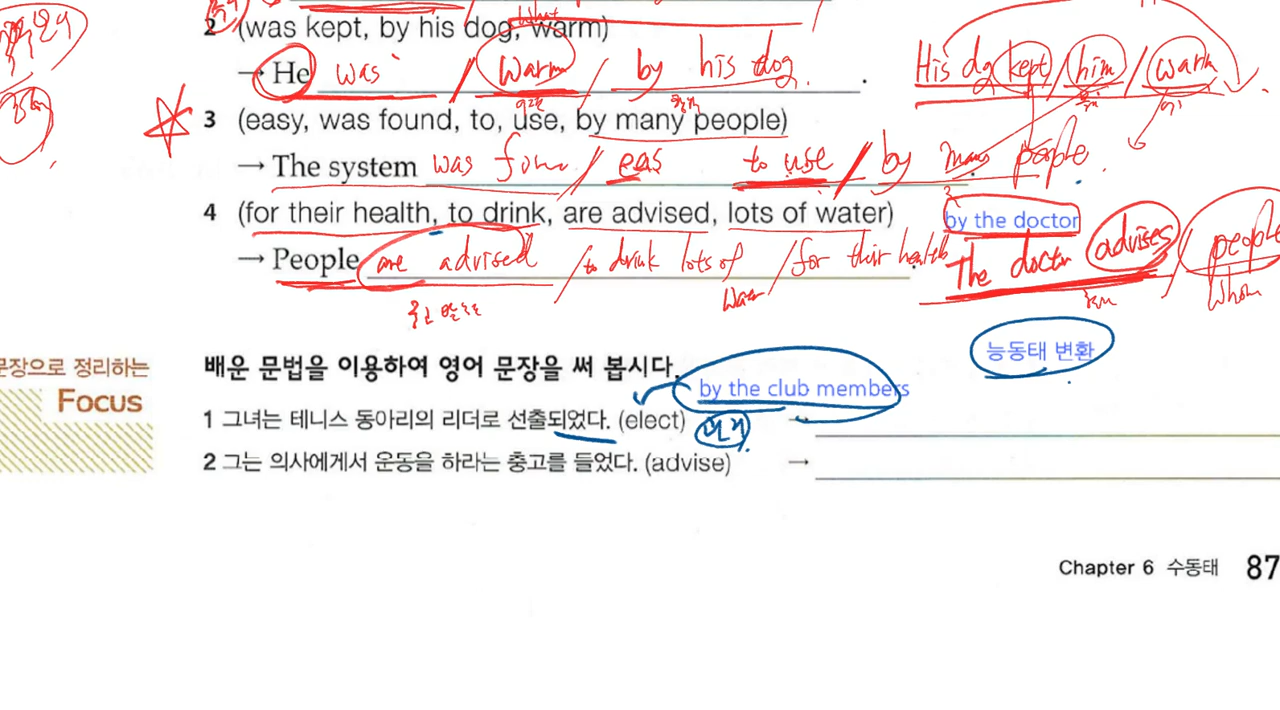 2 (was kept, by his dog, warm)
→ He was / warm / by his dog.
His dog kept / him / warm
3 (easy, was found, to, use, by many people)
→ The system was foun / eas to use / by many people.
4 (for their health, to drink, are advised, lots of water)
by the doctor
→ People are advised / to drink lots of water / for their health.
The doctor advises / people
whom
능동태 변환
문장으로 정리하는
Focus
배운 문법을 이용하여 영어 문장을 써 봅시다.
by the club members
1 그녀는 테니스 동아리의 리더로 선출되었다. (elect) →
2 그는 의사에게서 운동을 하라는 충고를 들었다. (advise) →
Chapter 6 수동태 87